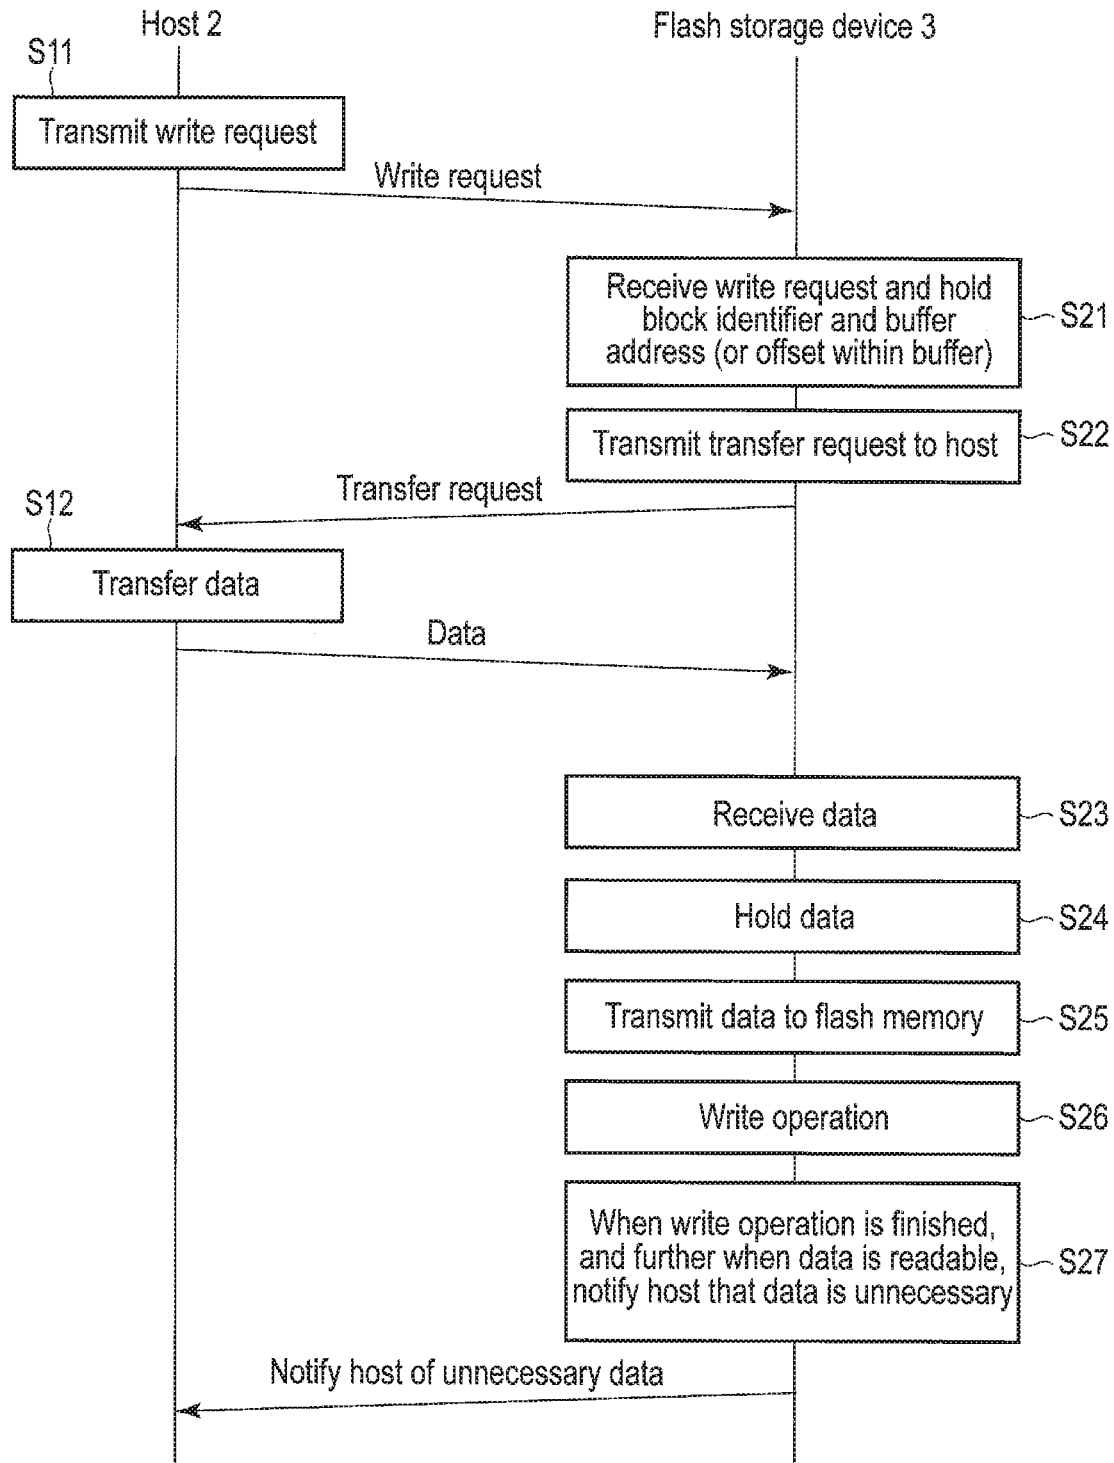 Host 2
Flash storage device 3
S11
Transmit write request
Write request
Receive write request and hold
block identifier and buffer
address (or offset within buffer)
S21
Transmit transfer request to host
S22
Transfer request
S12
Transfer data
Data
Receive data
S23
Hold data
S24
Transmit data to flash memory
S25
Write operation
S26
When write operation is finished,
and further when data is readable,
notify host that data is unnecessary
S27
Notify host of unnecessary data